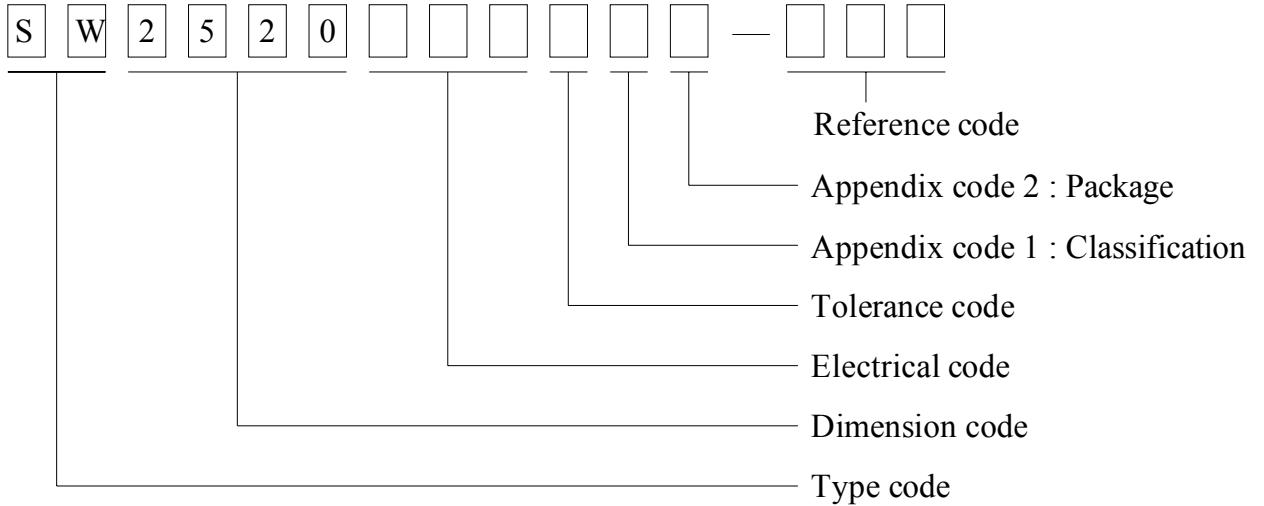 S W 2 5 2 0 —
Reference code
Appendix code 2 : Package
Appendix code 1 : Classification
Tolerance code
Electrical code
Dimension code
Type code